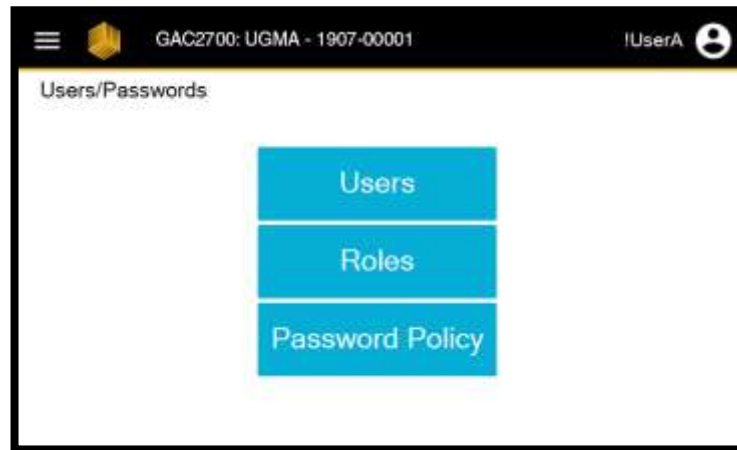 GAC2700: UGMA - 1907-00001 !UserA
Users/Passwords
Users
Roles
Password Policy